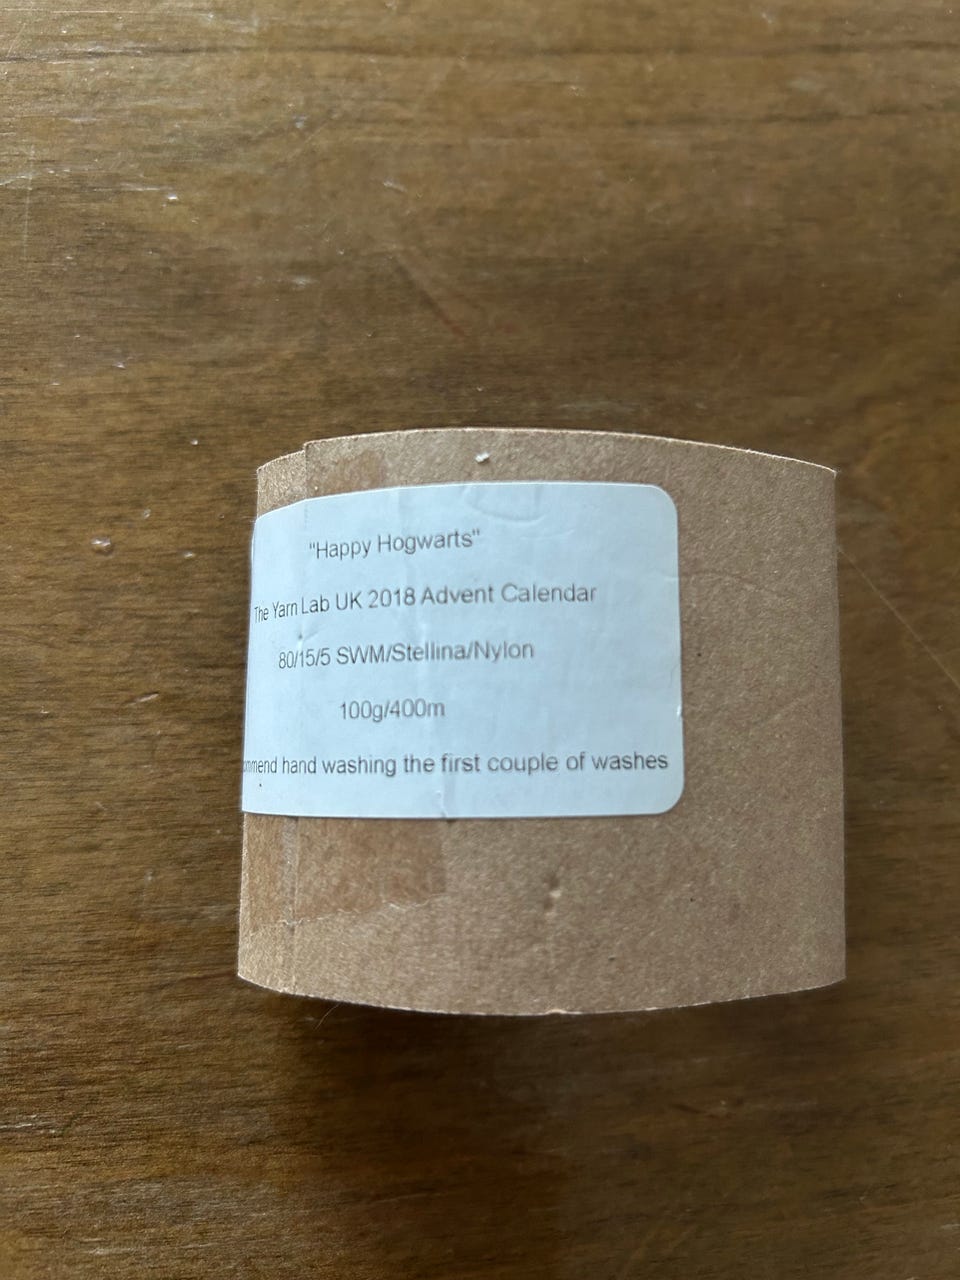 "Happy Hogwarts"
The Yarn Lab UK 2018 Advent Calendar
80/15/5 SWM/Stellina/Nylon
100g/400m
hand washing the first couple of washes